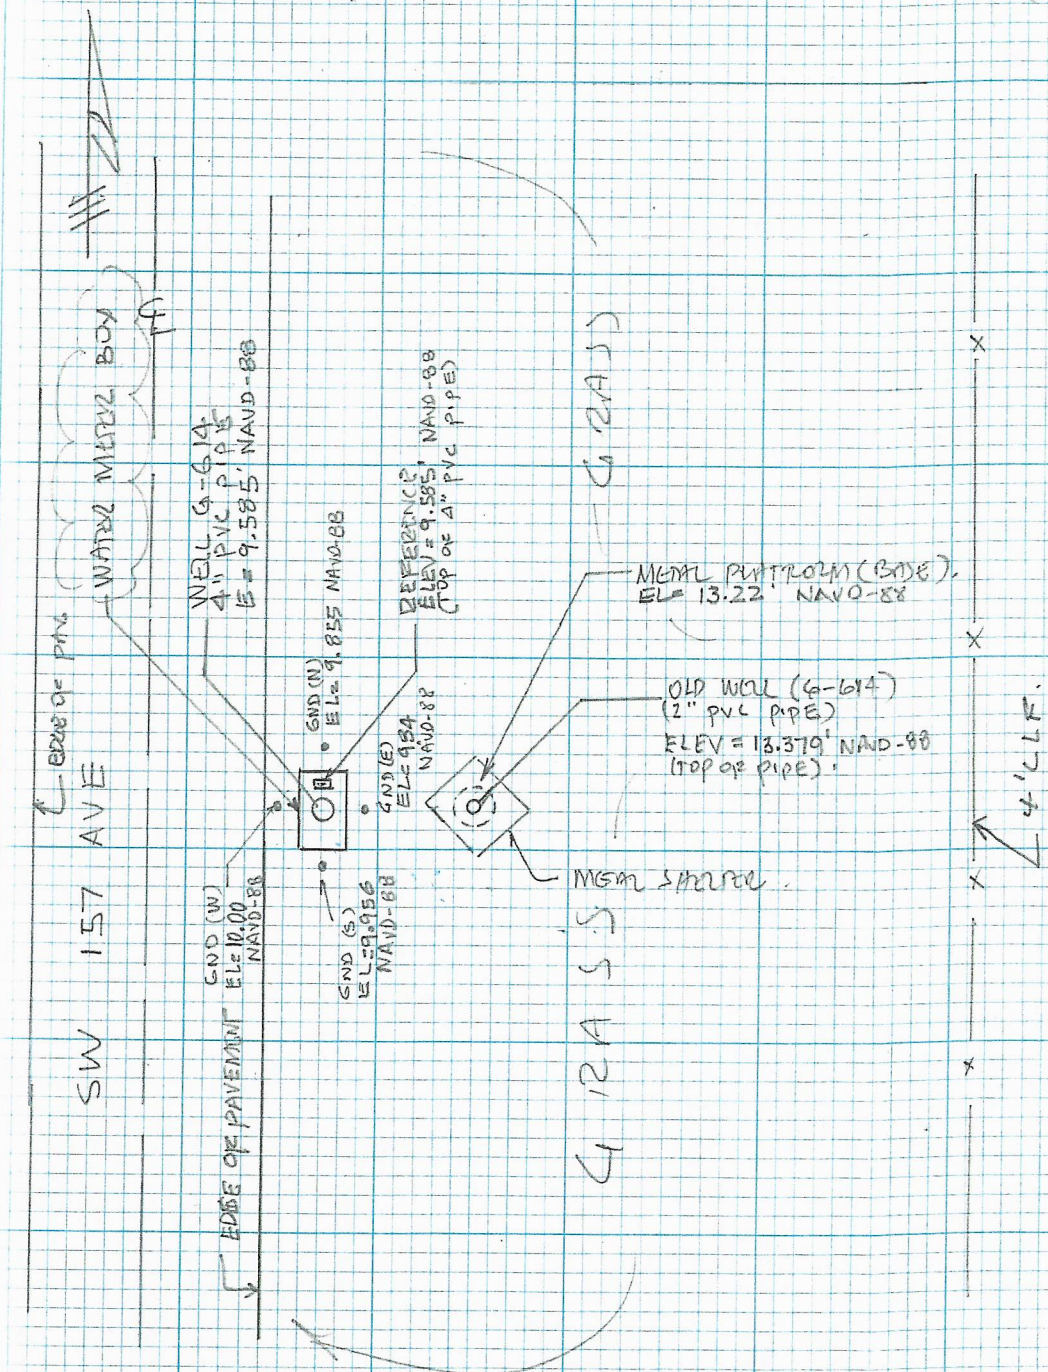 EDGE OF PAV.
SW 157 AVE
WATER METER BOX
WELL G-614
4" PVC PIPE
E = 9.585' NAVD-88
EDGE OF PAVEMENT
GND (W)
EL=10.00
NAVD-88
GND (N)
EL= 9.855 NAVD-88
GND (S)
EL=9.956
NAVD-88
GND (E)
EL=9.54
NAVD-88
REFERENCE
ELEV = 9.585' NAVD-88
(TOP OF 4" PVC PIPE)
GRASS
METAL PLATFORM (BASE).
EL= 13.22' NAVD-88
OLD WELL (G-614)
(2" PVC PIPE)
ELEV = 13.379' NAVD-88
(TOP OF PIPE).
METAL SHELTER.
GRASS
4' CLF.